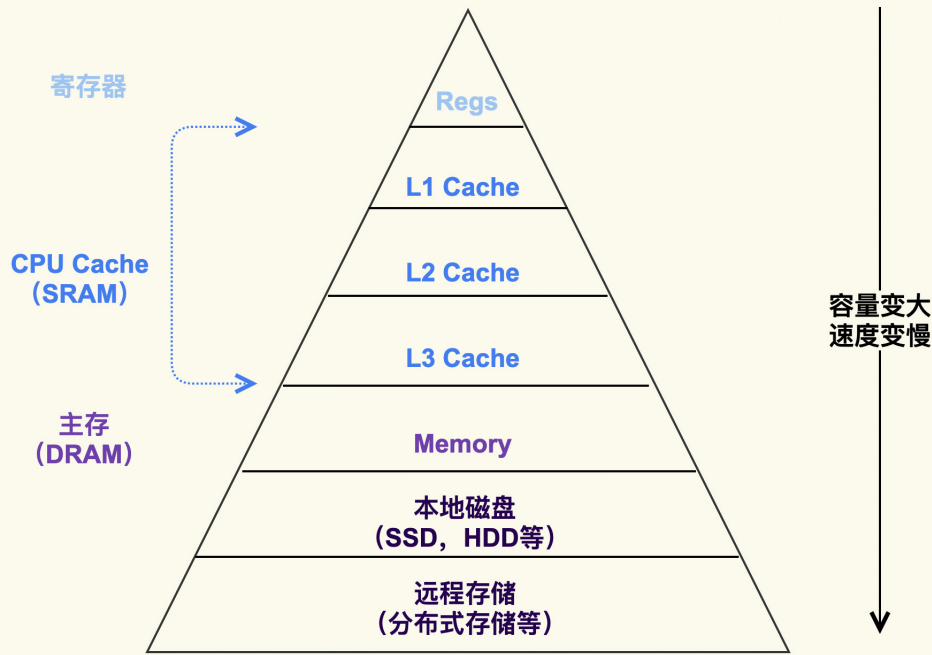 寄存器
Regs
L1 Cache
CPU Cache
（SRAM）
L2 Cache
容量变大
速度变慢
L3 Cache
主存
（DRAM）
Memory
本地磁盘
（SSD，HDD等）
远程存储
（分布式存储等）